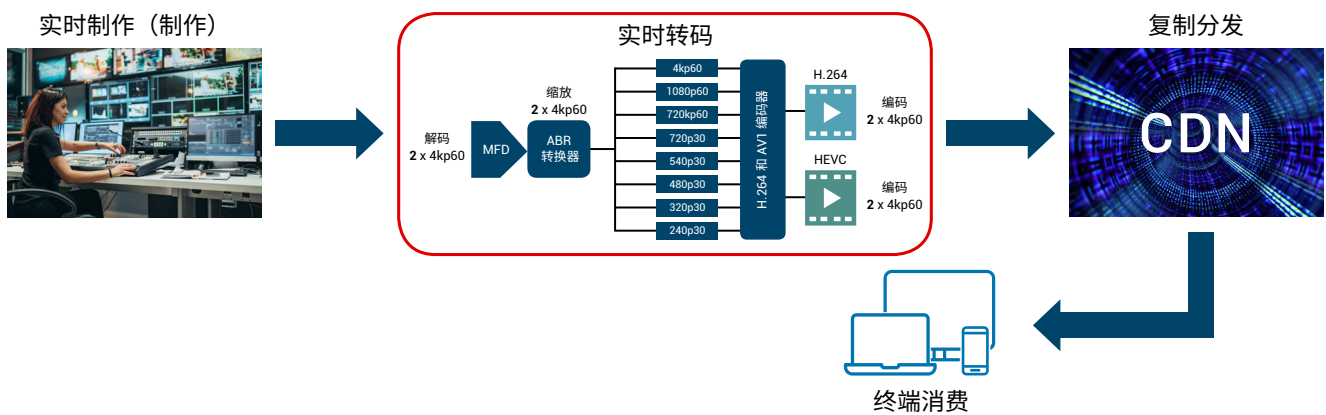 实时制作（制作）
实时转码
解码
2 x 4kp60
MFD
缩放
2 x 4kp60
ABR
转换器
4kp60
1080p60
720kp60
720p30
540p30
480p30
320p30
240p30
H.264 和 AV1 编码器
H.264
编码
2 x 4kp60
HEVC
编码
2 x 4kp60
复制分发
CDN
终端消费